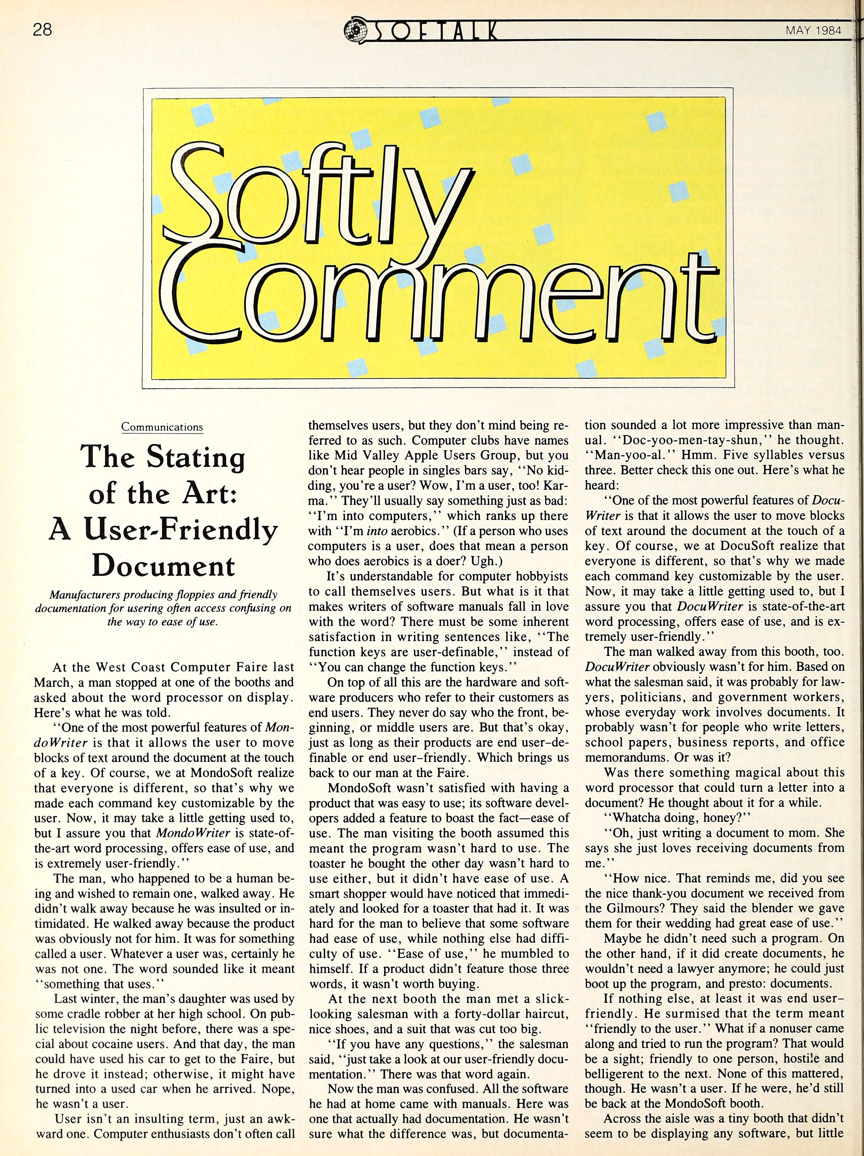 28
SOFTALK
MAY 1984
Softly
Comment
Communications
The Stating
of the Art:
A User-Friendly
Document
Manufacturers producing floppies and friendly
documentation for usering often access confusing on
the way to ease of use.
At the West Coast Computer Faire last
March, a man stopped at one of the booths and
asked about the word processor on display.
Here's what he was told.
"One of the most powerful features of Mon-
doWriter is that it allows the user to move
blocks of text around the document at the touch
of a key. Of course, we at MondoSoft realize
that everyone is different, so that's why we
made each command key customizable by the
user. Now, it may take a little getting used to,
but I assure you that MondoWriter is state-of-
the-art word processing, offers ease of use, and
is extremely user-friendly."
The man, who happened to be a human be-
ing and wished to remain one, walked away. He
didn't walk away because he was insulted or in-
timidated. He walked away because the product
was obviously not for him. It was for something
called a user. Whatever a user was, certainly he
was not one. The word sounded like it meant
"something that uses."
Last winter, the man's daughter was used by
some cradle robber at her high school. On pub-
lic television the night before, there was a spe-
cial about cocaine users. And that day, the man
could have used his car to get to the Faire, but
he drove it instead; otherwise, it might have
turned into a used car when he arrived. Nope,
he wasn't a user.
User isn't an insulting term, just an awk-
ward one. Computer enthusiasts don't often call
themselves users, but they don't mind being re-
ferred to as such. Computer clubs have names
like Mid Valley Apple Users Group, but you
don't hear people in singles bars say, "No kid-
ding, you're a user? Wow, I'm a user, too! Kar-
ma." They'll usually say something just as bad:
"I'm into computers," which ranks up there
with "I'm into aerobics." (If a person who uses
computers is a user, does that mean a person
who does aerobics is a doer? Ugh.)
It's understandable for computer hobbyists
to call themselves users. But what is it that
makes writers of software manuals fall in love
with the word? There must be some inherent
satisfaction in writing sentences like, "The
function keys are user-definable," instead of
"You can change the function keys."
On top of all this are the hardware and soft-
ware producers who refer to their customers as
end users. They never do say who the front, be-
ginning, or middle users are. But that's okay,
just as long as their products are end user–de-
finable or end user–friendly. Which brings us
back to our man at the Faire.
MondoSoft wasn't satisfied with having a
product that was easy to use; its software devel-
opers added a feature to boast the fact—ease of
use. The man visiting the booth assumed this
meant the program wasn't hard to use. The
toaster he bought the other day wasn't hard to
use either, but it didn't have ease of use. A
smart shopper would have noticed that immedi-
ately and looked for a toaster that had it. It was
hard for the man to believe that some software
had ease of use, while nothing else had diffi-
culty of use. "Ease of use," he mumbled to
himself. If a product didn't feature those three
words, it wasn't worth buying.
At the next booth the man met a slick-
looking salesman with a forty-dollar haircut,
nice shoes, and a suit that was cut too big.
"If you have any questions," the salesman
said, "just take a look at our user-friendly docu-
mentation." There was that word again.
Now the man was confused. All the software
he had at home came with manuals. Here was
one that actually had documentation. He wasn't
sure what the difference was, but documenta-
tion sounded a lot more impressive than man-
ual. "Doc-yoo-men-tay-shun," he thought.
"Man-yoo-al." Hmm. Five syllables versus
three. Better check this one out. Here's what he
heard:
"One of the most powerful features of Docu-
Writer is that it allows the user to move blocks
of text around the document at the touch of a
key. Of course, we at DocuSoft realize that
everyone is different, so that's why we made
each command key customizable by the user.
Now, it may take a little getting used to, but I
assure you that DocuWriter is state-of-the-art
word processing, offers ease of use, and is ex-
tremely user-friendly."
The man walked away from this booth, too.
DocuWriter obviously wasn't for him. Based on
what the salesman said, it was probably for law-
yers, politicians, and government workers,
whose everyday work involves documents. It
probably wasn't for people who write letters,
school papers, business reports, and office
memorandums. Or was it?
Was there something magical about this
word processor that could turn a letter into a
document? He thought about it for a while.
"Whatcha doing, honey?"
"Oh, just writing a document to mom. She
says she just loves receiving documents from
me."
"How nice. That reminds me, did you see
the nice thank-you document we received from
the Gilmours? They said the blender we gave
them for their wedding had great ease of use."
Maybe he didn't need such a program. On
the other hand, if it did create documents, he
wouldn't need a lawyer anymore; he could just
boot up the program, and presto: documents.
If nothing else, at least it was end user–
friendly. He surmised that the term meant
"friendly to the user." What if a nonuser came
along and tried to run the program? That would
be a sight; friendly to one person, hostile and
belligerent to the next. None of this mattered,
though. He wasn't a user. If he were, he'd still
be back at the MondoSoft booth.
Across the aisle was a tiny booth that didn't
seem to be displaying any software, but little